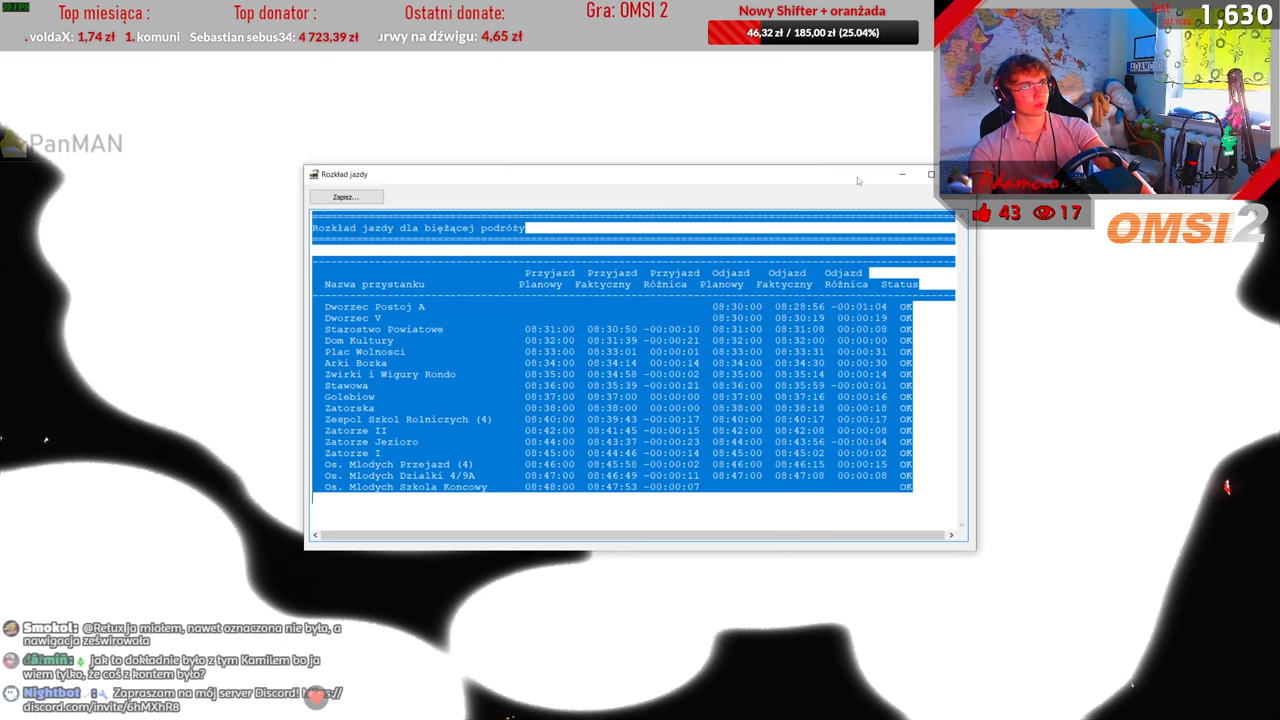 20 FPS
Top miesiąca :
Top donator :
Ostatni donate:
Gra: OMSI 2
Nowy Shifter + oranżada
Jest
już was:
1,630
.voldaX: 1,74 zł 1. komuni
Sebastian sebus34: 4 723,39 zł
urwy na dźwigu: 4,65 zł
46,32 zł / 185,00 zł (25.04%)
ADAMCIO
PanMAN
Adamcio
43 17
OMSI 2
Rozkład jazdy
Zapisz...
Rozkład jazdy dla bieżącej podróży
Przyjazd Przyjazd Przyjazd Odjazd Odjazd Odjazd
Nazwa przystanku Planowy Faktyczny Różnica Planowy Faktyczny Różnica Status
Dworzec Postoj A 08:30:00 08:28:56 -00:01:04 OK
Dworzec V 08:30:00 08:30:19 00:00:19 OK
Starostwo Powiatowe 08:31:00 08:30:50 -00:00:10 08:31:00 08:31:08 00:00:08 OK
Dom Kultury 08:32:00 08:31:39 -00:00:21 08:32:00 08:32:00 00:00:00 OK
Plac Wolnosci 08:33:00 08:33:01 00:00:01 08:33:00 08:33:31 00:00:31 OK
Arki Bozka 08:34:00 08:34:14 00:00:14 08:34:00 08:34:30 00:00:30 OK
Zwirki i Wigury Rondo 08:35:00 08:34:58 -00:00:02 08:35:00 08:35:14 00:00:14 OK
Stawowa 08:36:00 08:35:39 -00:00:21 08:36:00 08:35:59 -00:00:01 OK
Golebiow 08:37:00 08:37:00 00:00:00 08:37:00 08:37:16 00:00:16 OK
Zatorska 08:38:00 08:38:00 00:00:00 08:38:00 08:38:18 00:00:18 OK
Zespol Szkol Rolniczych (4) 08:40:00 08:39:43 -00:00:17 08:40:00 08:40:17 00:00:17 OK
Zatorze II 08:42:00 08:41:45 -00:00:15 08:42:00 08:42:08 00:00:08 OK
Zatorze Jezioro 08:44:00 08:43:37 -00:00:23 08:44:00 08:43:56 -00:00:04 OK
Zatorze I 08:45:00 08:44:46 -00:00:14 08:45:00 08:45:02 00:00:02 OK
Os. Mlodych Przejazd (4) 08:46:00 08:45:58 -00:00:02 08:46:00 08:46:15 00:00:15 OK
Os. Mlodych Dzialki 4/9A 08:47:00 08:46:49 -00:00:11 08:47:00 08:47:08 00:00:08 OK
Os. Mlodych Szkola Koncowy 08:48:00 08:47:53 -00:00:07 OK
Smokol: @Retux ja miałem, nawet oznaczona nie była, a
nawigacja ześwirowała
dāmiñ: jak to dokładnie było z tym Kamilem bo ja
wiem tylko, że coś z kontem było?
Nightbot: Zapraszam na mój server Discord! https://
discord.com/invite/6hMXhR8